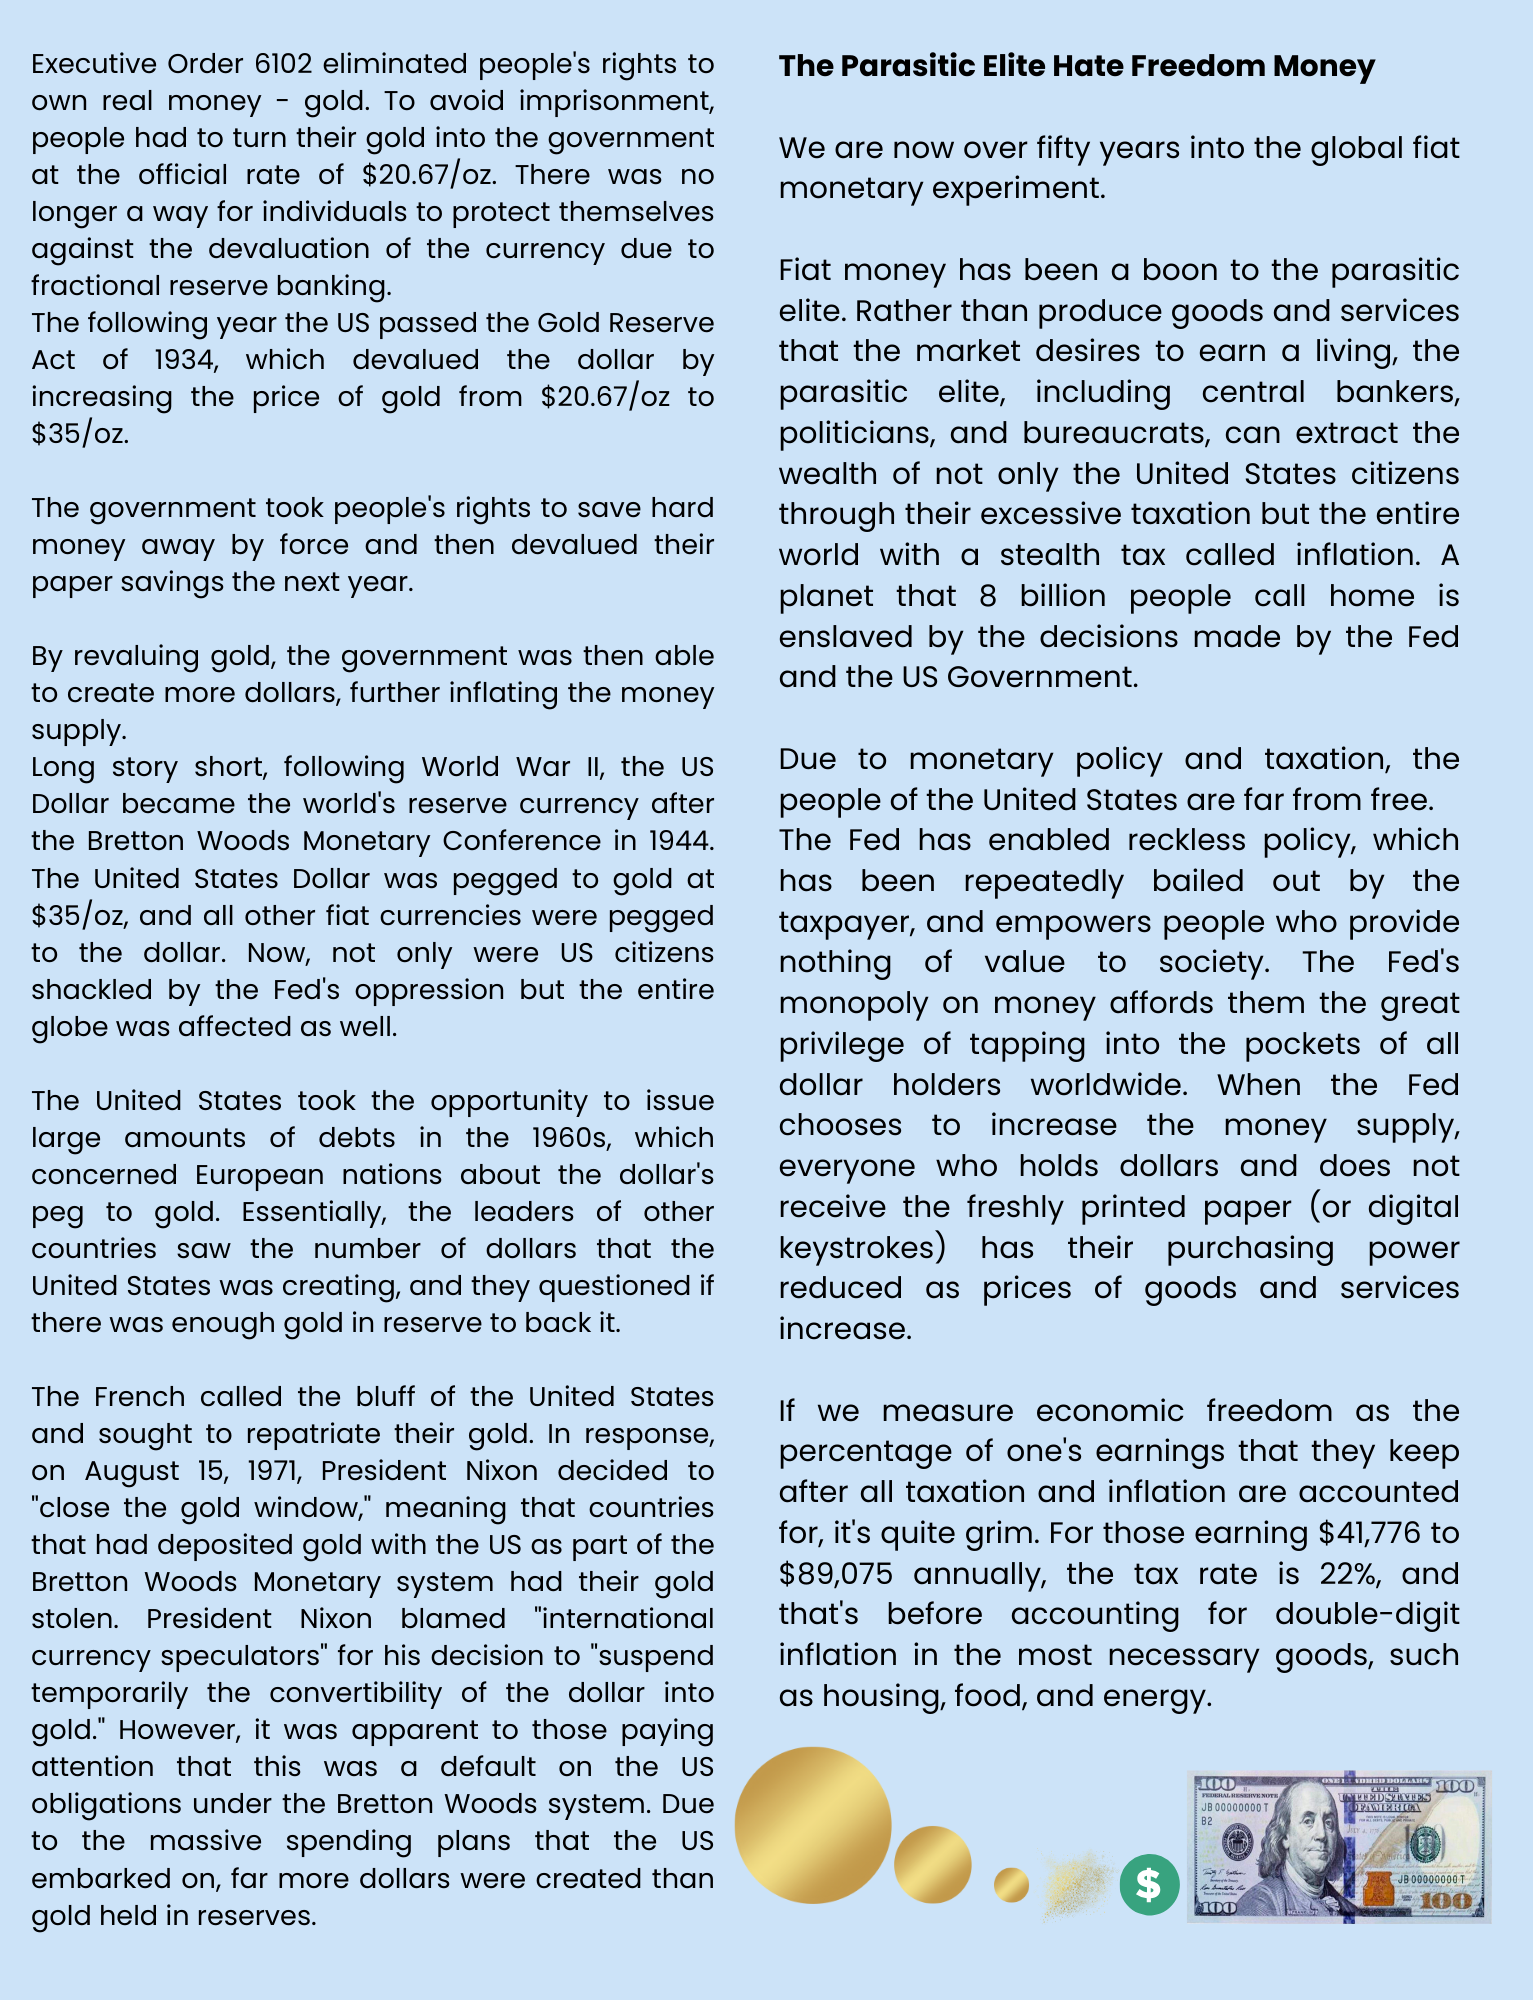 Executive Order 6102 eliminated people's rights to
own real money - gold. To avoid imprisonment,
people had to turn their gold into the government
at the official rate of $20.67/oz. There was no
longer a way for individuals to protect themselves
against the devaluation of the currency due to
fractional reserve banking.
The following year the US passed the Gold Reserve
Act of 1934, which devalued the dollar by
increasing the price of gold from $20.67/oz to
$35/oz.
The government took people's rights to save hard
money away by force and then devalued their
paper savings the next year.
By revaluing gold, the government was then able
to create more dollars, further inflating the money
supply.
Long story short, following World War II, the US
Dollar became the world's reserve currency after
the Bretton Woods Monetary Conference in 1944.
The United States Dollar was pegged to gold at
$35/oz, and all other fiat currencies were pegged
to the dollar. Now, not only were US citizens
shackled by the Fed's oppression but the entire
globe was affected as well.
The United States took the opportunity to issue
large amounts of debts in the 1960s, which
concerned European nations about the dollar's
peg to gold. Essentially, the leaders of other
countries saw the number of dollars that the
United States was creating, and they questioned if
there was enough gold in reserve to back it.
The French called the bluff of the United States
and sought to repatriate their gold. In response,
on August 15, 1971, President Nixon decided to
"close the gold window," meaning that countries
that had deposited gold with the US as part of the
Bretton Woods Monetary system had their gold
stolen. President Nixon blamed "international
currency speculators" for his decision to "suspend
temporarily the convertibility of the dollar into
gold." However, it was apparent to those paying
attention that this was a default on the US
obligations under the Bretton Woods system. Due
to the massive spending plans that the US
embarked on, far more dollars were created than
gold held in reserves.
The Parasitic Elite Hate Freedom Money
We are now over fifty years into the global fiat
monetary experiment.
Fiat money has been a boon to the parasitic
elite. Rather than produce goods and services
that the market desires to earn a living, the
parasitic elite, including central bankers,
politicians, and bureaucrats, can extract the
wealth of not only the United States citizens
through their excessive taxation but the entire
world with a stealth tax called inflation. A
planet that 8 billion people call home is
enslaved by the decisions made by the Fed
and the US Government.
Due to monetary policy and taxation, the
people of the United States are far from free.
The Fed has enabled reckless policy, which
has been repeatedly bailed out by the
taxpayer, and empowers people who provide
nothing of value to society. The Fed's
monopoly on money affords them the great
privilege of tapping into the pockets of all
dollar holders worldwide. When the Fed
chooses to increase the money supply,
everyone who holds dollars and does not
receive the freshly printed paper (or digital
keystrokes) has their purchasing power
reduced as prices of goods and services
increase.
If we measure economic freedom as the
percentage of one's earnings that they keep
after all taxation and inflation are accounted
for, it's quite grim. For those earning $41,776 to
$89,075 annually, the tax rate is 22%, and
that's before accounting for double-digit
inflation in the most necessary goods, such
as housing, food, and energy.
$
100
ONE HUNDRED DOLLARS
100
FEDERAL RESERVE NOTE
THE
UNITED STATES
OF AMERICA
JB 00000000 T
B2
JB 00000000 T
100
100